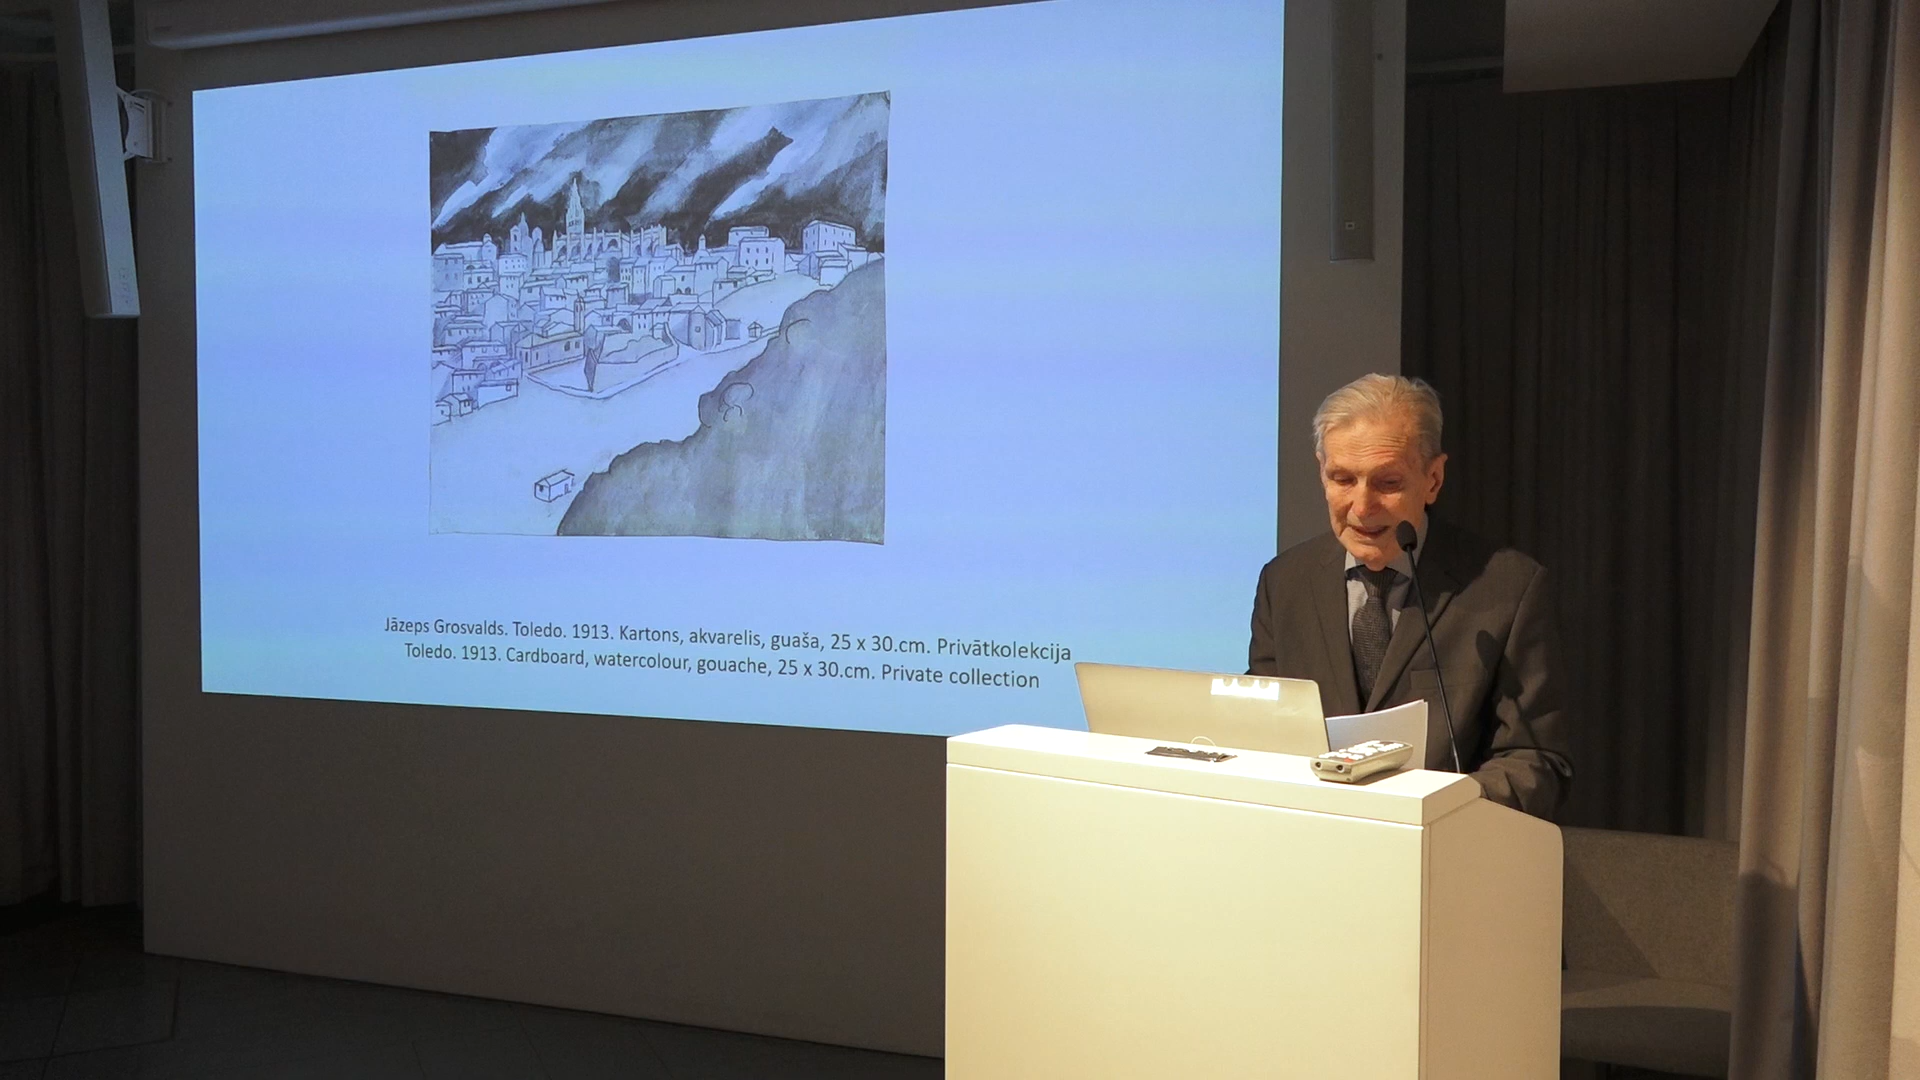 Jāzeps Grosvalds. Toledo. 1913. Kartons, akvarelis, guaša, 25 x 30.cm. Privātkolekcija
Toledo. 1913. Cardboard, watercolour, gouache, 25 x 30.cm. Private collection